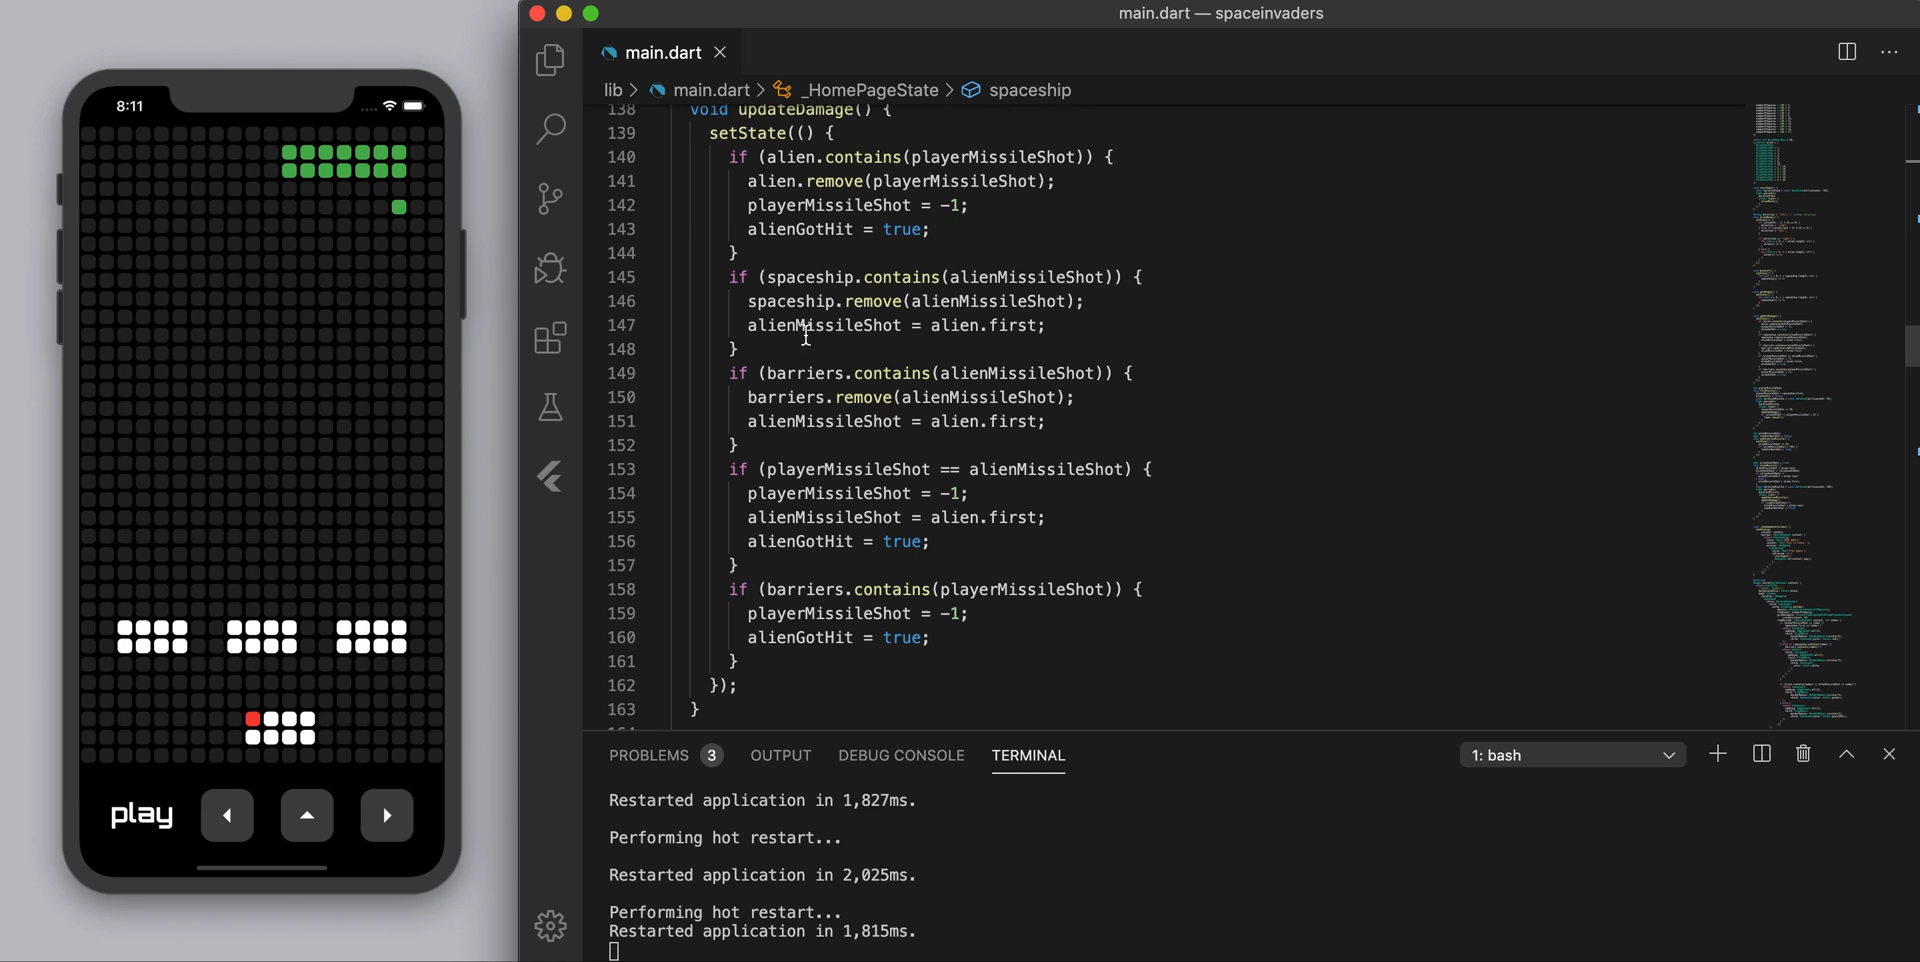 8:11
play
main.dart — spaceinvaders
main.dart
lib > main.dart > _HomePageState > spaceship
138 void updateDamage() {
139 setState(() {
140 if (alien.contains(playerMissileShot)) {
141 alien.remove(playerMissileShot);
142 playerMissileShot = -1;
143 alienGotHit = true;
144 }
145 if (spaceship.contains(alienMissileShot)) {
146 spaceship.remove(alienMissileShot);
147 alienMissileShot = alien.first;
148 }
149 if (barriers.contains(alienMissileShot)) {
150 barriers.remove(alienMissileShot);
151 alienMissileShot = alien.first;
152 }
153 if (playerMissileShot == alienMissileShot) {
154 playerMissileShot = -1;
155 alienMissileShot = alien.first;
156 alienGotHit = true;
157 }
158 if (barriers.contains(playerMissileShot)) {
159 playerMissileShot = -1;
160 alienGotHit = true;
161 }
162 });
163 }
PROBLEMS 3 OUTPUT DEBUG CONSOLE TERMINAL 1: bash
Restarted application in 1,827ms.
Performing hot restart...
Restarted application in 2,025ms.
Performing hot restart...
Restarted application in 1,815ms.